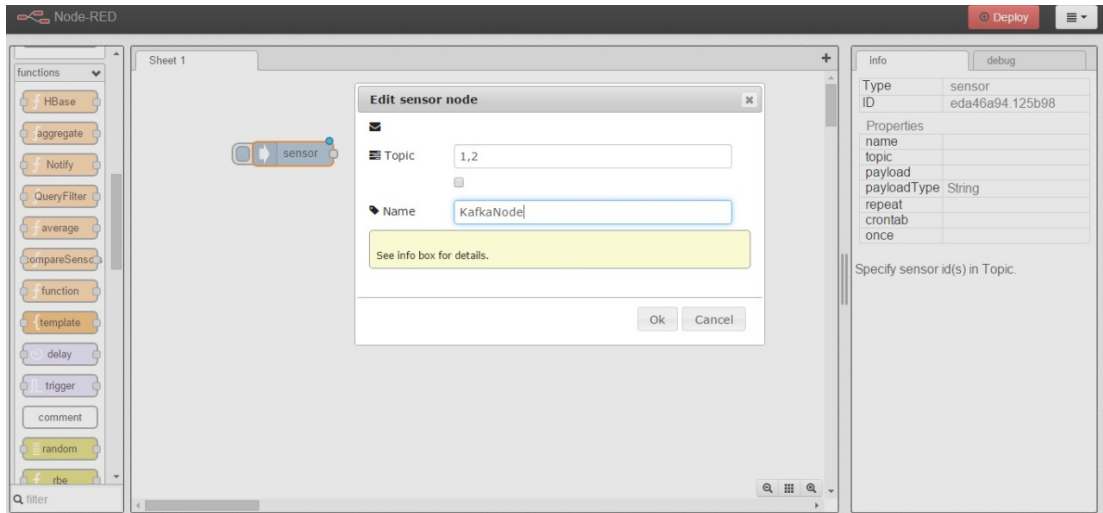 Node-RED
Deploy
functions
HBase
aggregate
Notify
QueryFilter
average
compareSensors
function
template
delay
trigger
comment
random
rbe
filter
Sheet 1
sensor
Edit sensor node
Topic
1,2
Name
KafkaNode
See info box for details.
Ok
Cancel
info
debug
Type sensor
ID eda46a94.125b98
Properties
name
topic
payload
payloadType String
repeat
crontab
once
Specify sensor id(s) in Topic.